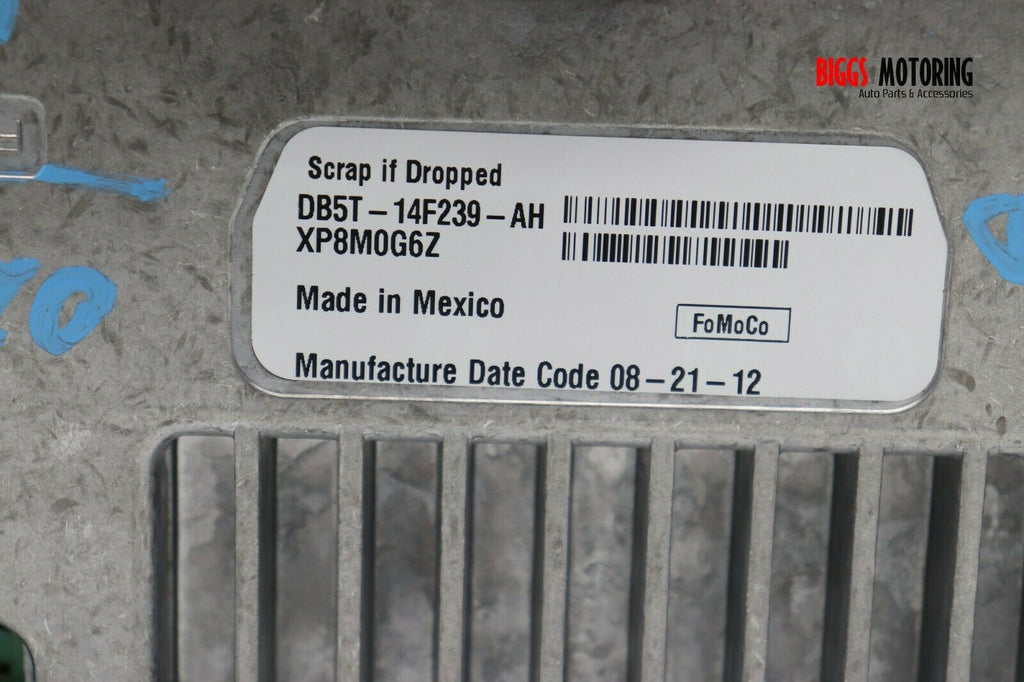 BIGGS MOTORING
Auto Parts & Accessories
Scrap if Dropped
DB5T-14F239-AH
XP8M0G6Z
Made in Mexico
FoMoCo
Manufacture Date Code 08-21-12